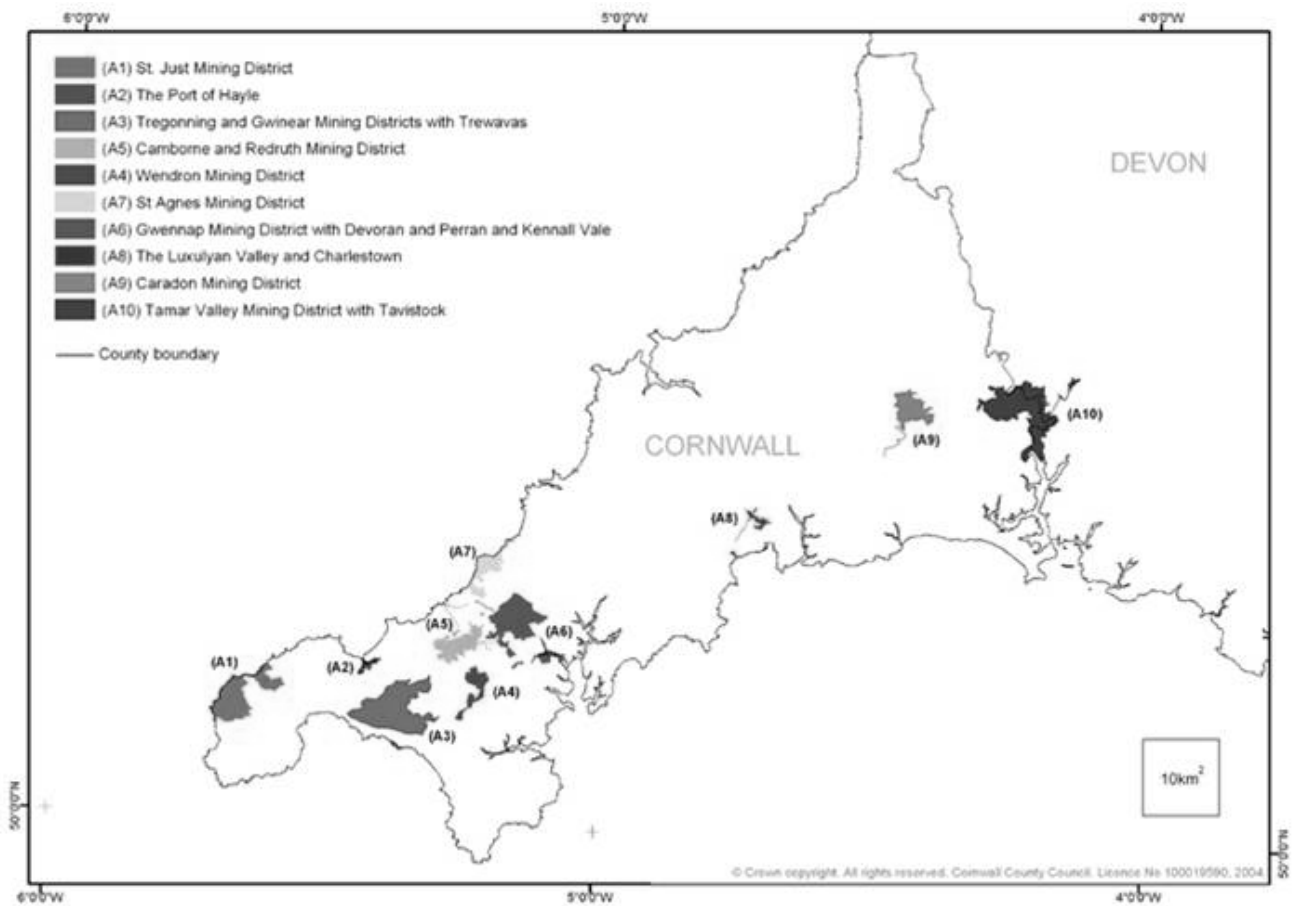 6°0'0"W 5°0'0"W 4°0'0"W
(A1) St. Just Mining District
(A2) The Port of Hayle
(A3) Tregonning and Gwinear Mining Districts with Trewavas
(A5) Camborne and Redruth Mining District
(A4) Wendron Mining District
(A7) St Agnes Mining District
(A6) Gwennap Mining District with Devoran and Perran and Kennall Vale
(A8) The Luxulyan Valley and Charlestown
(A9) Caradon Mining District
(A10) Tamar Valley Mining District with Tavistock
County boundary
DEVON
CORNWALL
(A10)
(A9)
(A8)
(A7)
(A5)
(A6)
(A1)
(A2)
(A4)
(A3)
10km²
50°0'0"N
50°0'0"N
© Crown copyright. All rights reserved. Cornwall County Council. Licence No 100019590, 2004
6°0'0"W 5°0'0"W 4°0'0"W